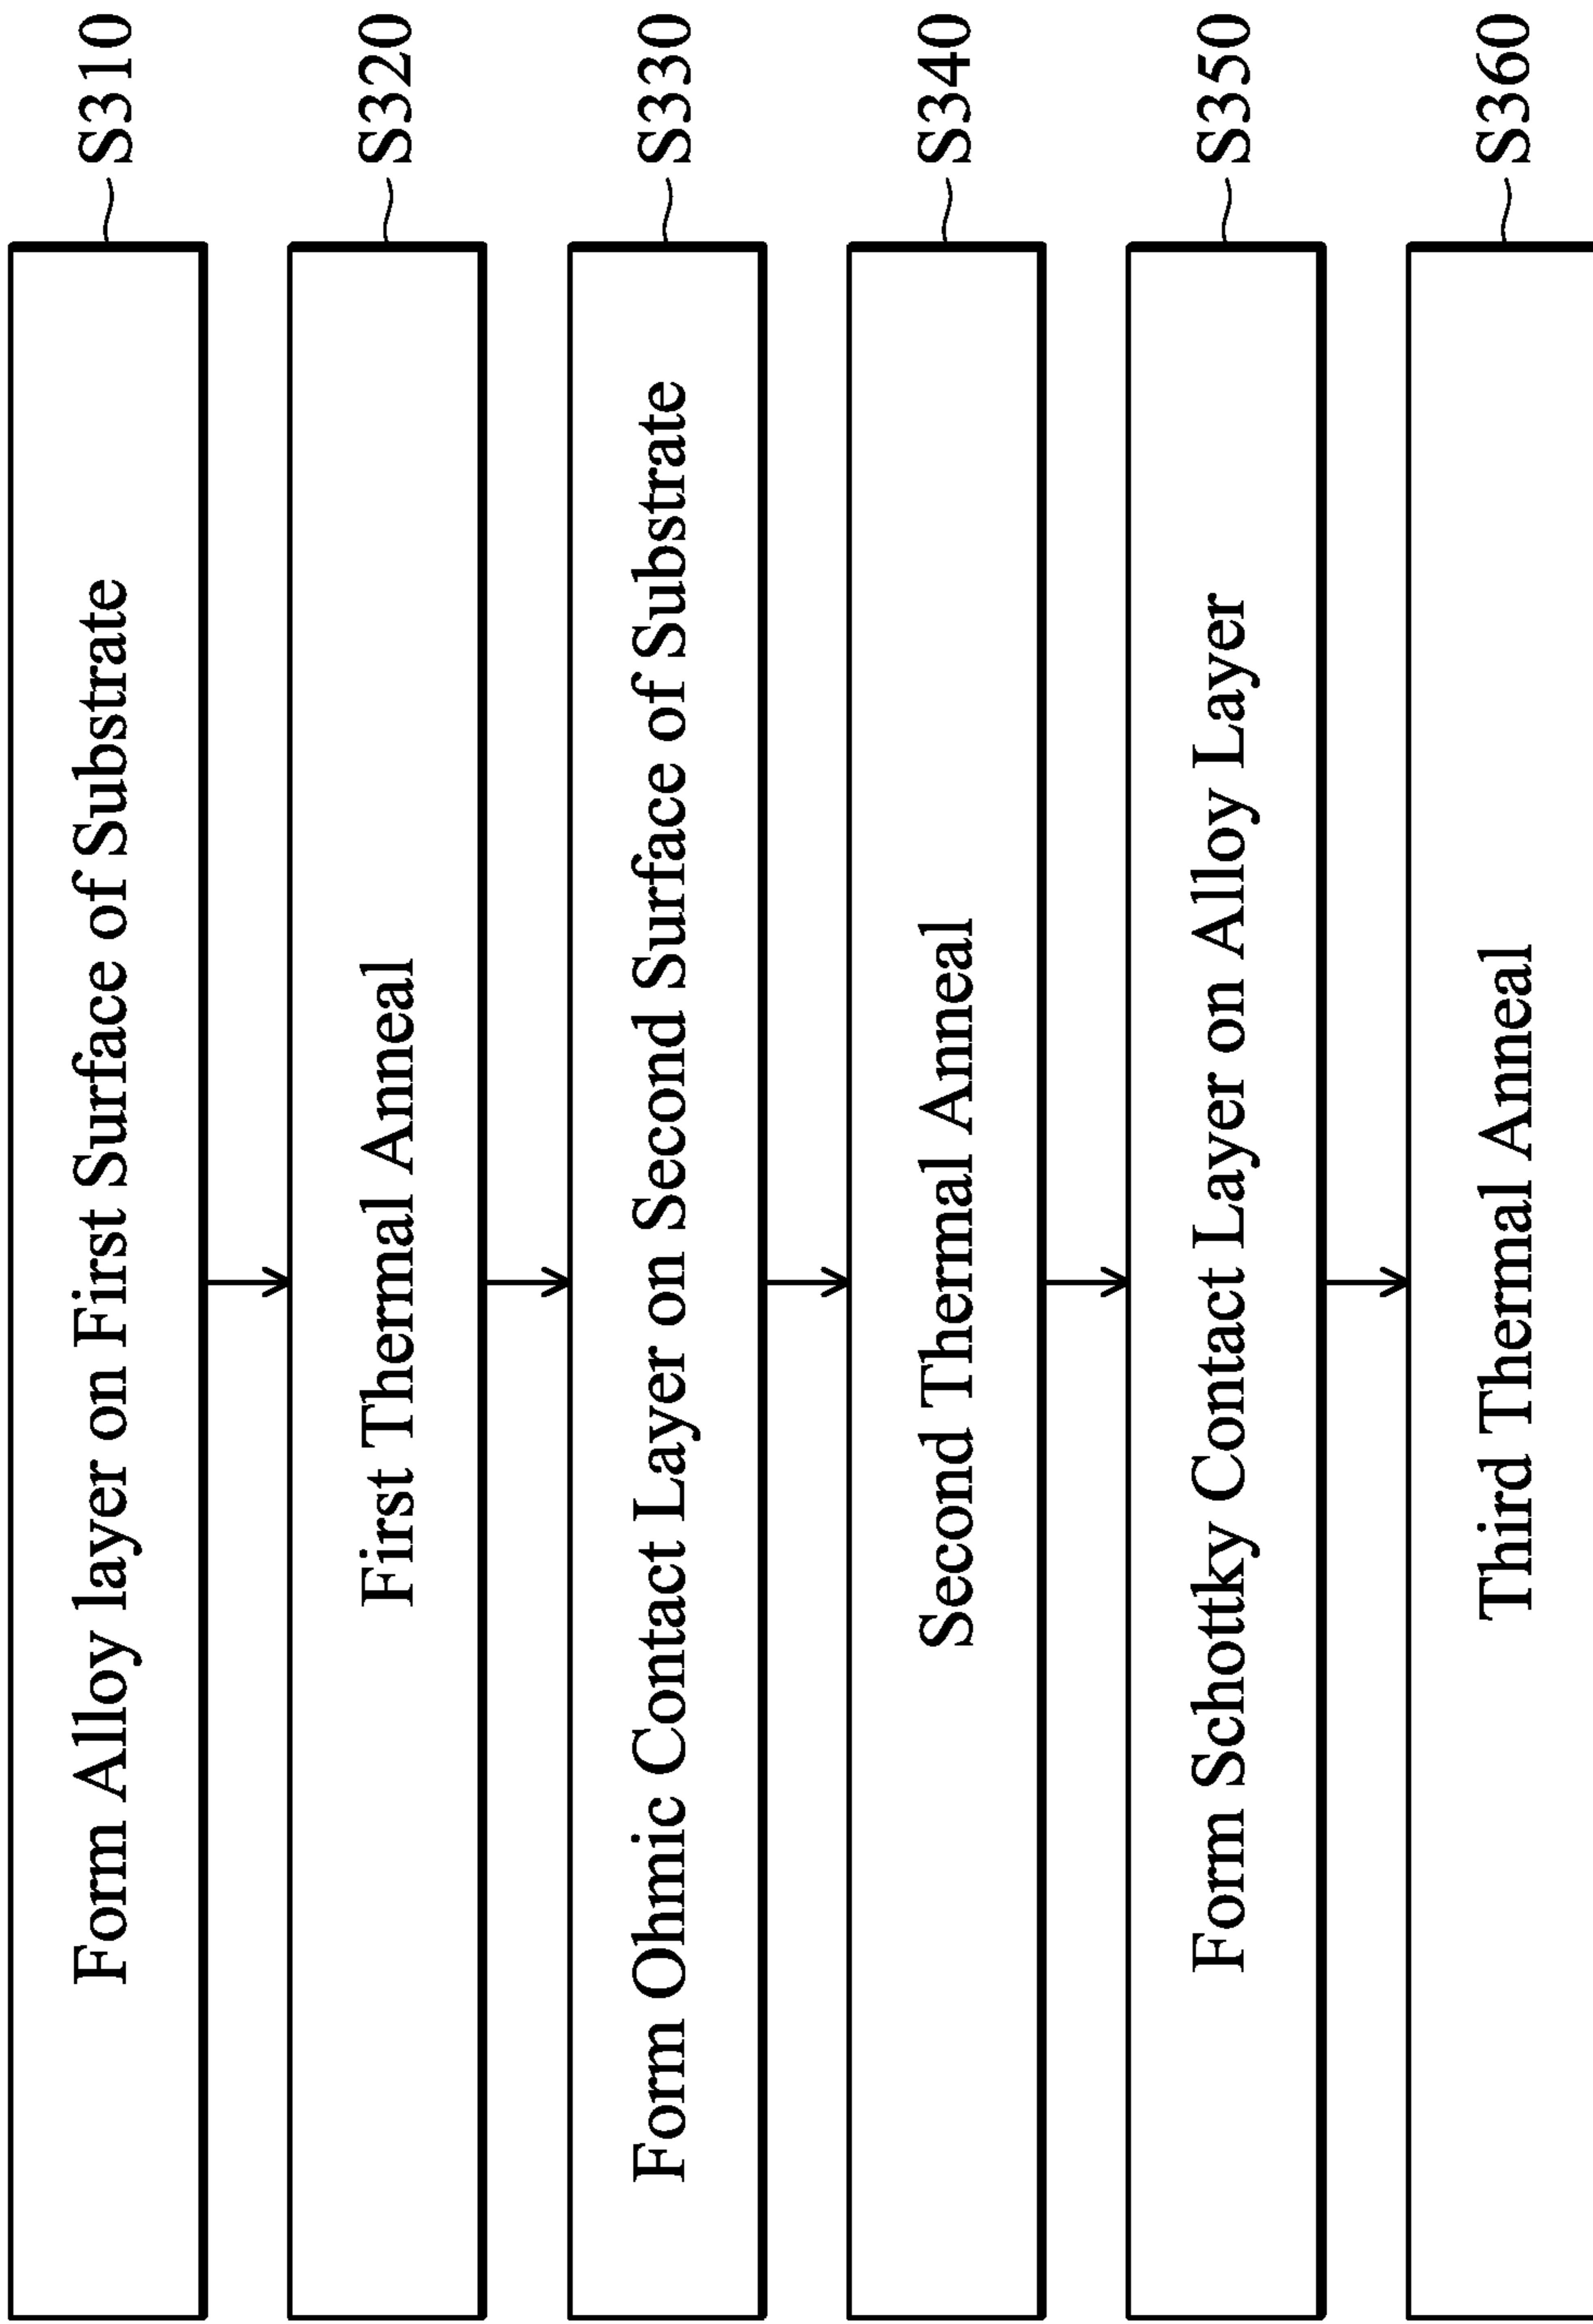 Form Alloy layer on First Surface of Substrate
S310
First Thermal Anneal
S320
Form Ohmic Contact Layer on Second Surface of Substrate
S330
Second Thermal Anneal
S340
Form Schottky Contact Layer on Alloy Layer
S350
Third Thermal Anneal
S360